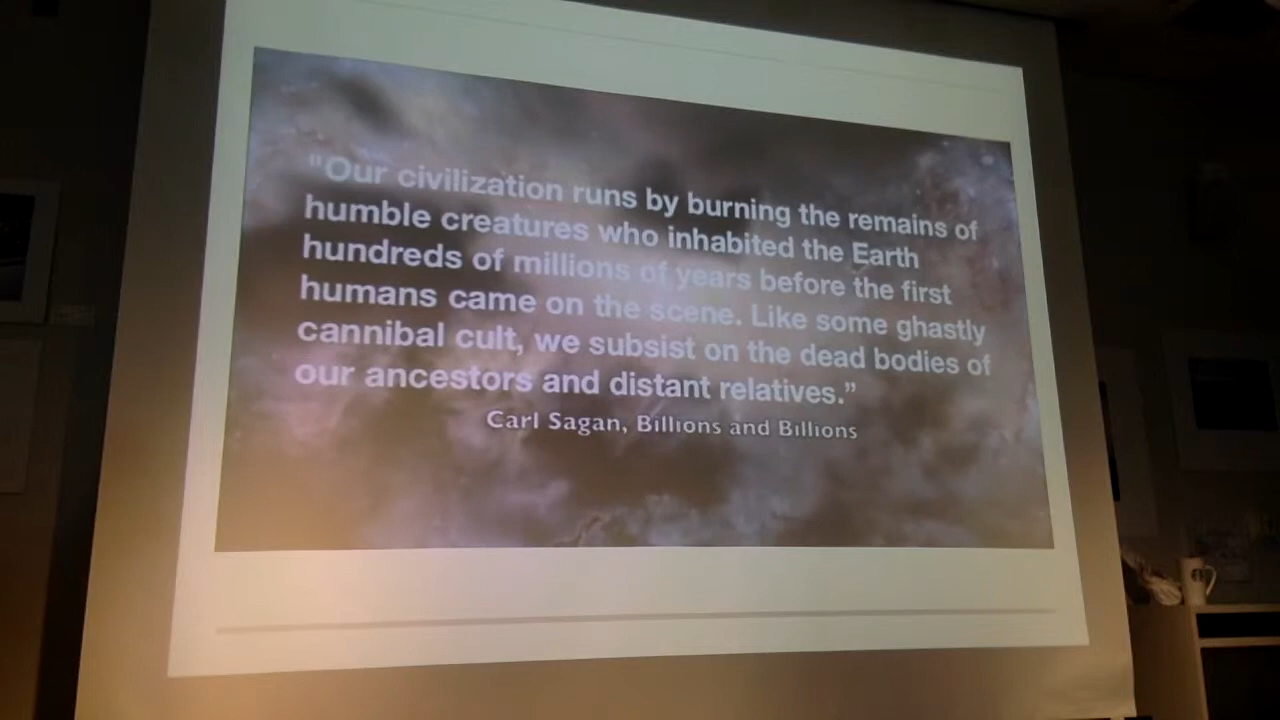 "Our civilization runs by burning the remains of
humble creatures who inhabited the Earth
hundreds of millions of years before the first
humans came on the scene. Like some ghastly
cannibal cult, we subsist on the dead bodies of
our ancestors and distant relatives.”
Carl Sagan, Billions and Billions